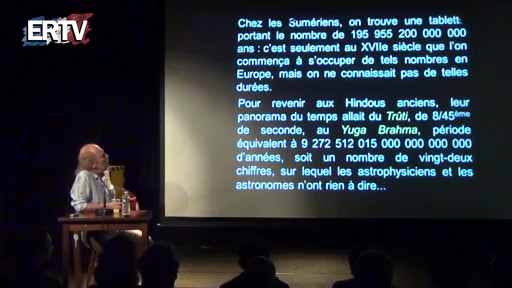 ERTV
Chez les Sumériens, on trouve une tablette
portant le nombre de 195 955 200 000 000
ans : c'est seulement au XVIIe siècle que l'on
commença à s'occuper de tels nombres en
Europe, mais on ne connaissait pas de telles
durées.
Pour revenir aux Hindous anciens, leur
panorama du temps allait du Trûti, de 8/45ème
de seconde, au Yuga Brahma, période
équivalent à 9 272 512 015 000 000 000 000
d'années, soit un nombre de vingt-deux
chiffres, sur lequel les astrophysiciens et les
astronomes n'ont rien à dire...